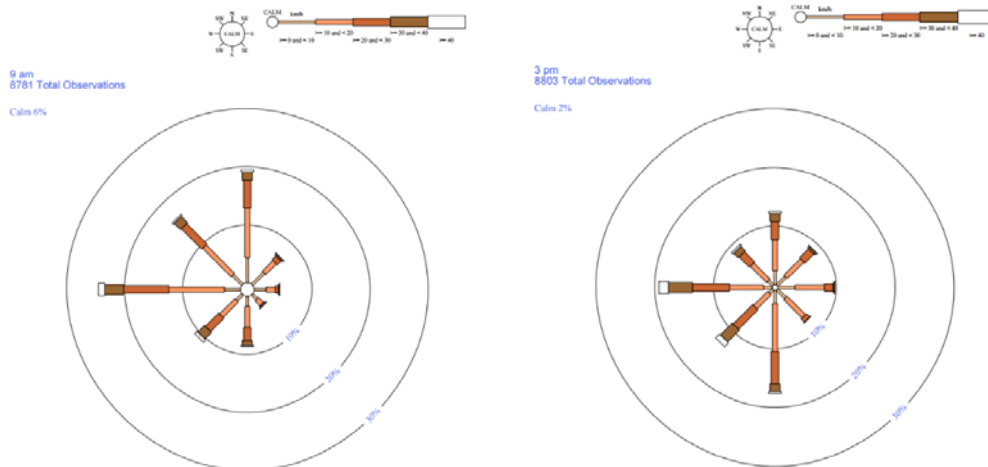 CALM km/h
N
NW SE
W CALM E
SW SE
S
>= 0 and < 10
>= 10 and < 20
>= 20 and < 30
>= 30 and < 40
>= 40
9 am
8781 Total Observations
Calm 6%
10%
20%
30%
CALM km/h
N
NW SE
W CALM E
SW SE
S
>= 0 and < 10
>= 10 and < 20
>= 20 and < 30
>= 30 and < 40
>= 40
3 pm
8803 Total Observations
Calm 2%
10%
20%
30%